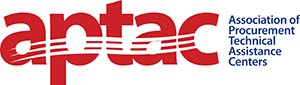 aptac
Association of
Procurement
Technical
Assistance
Centers